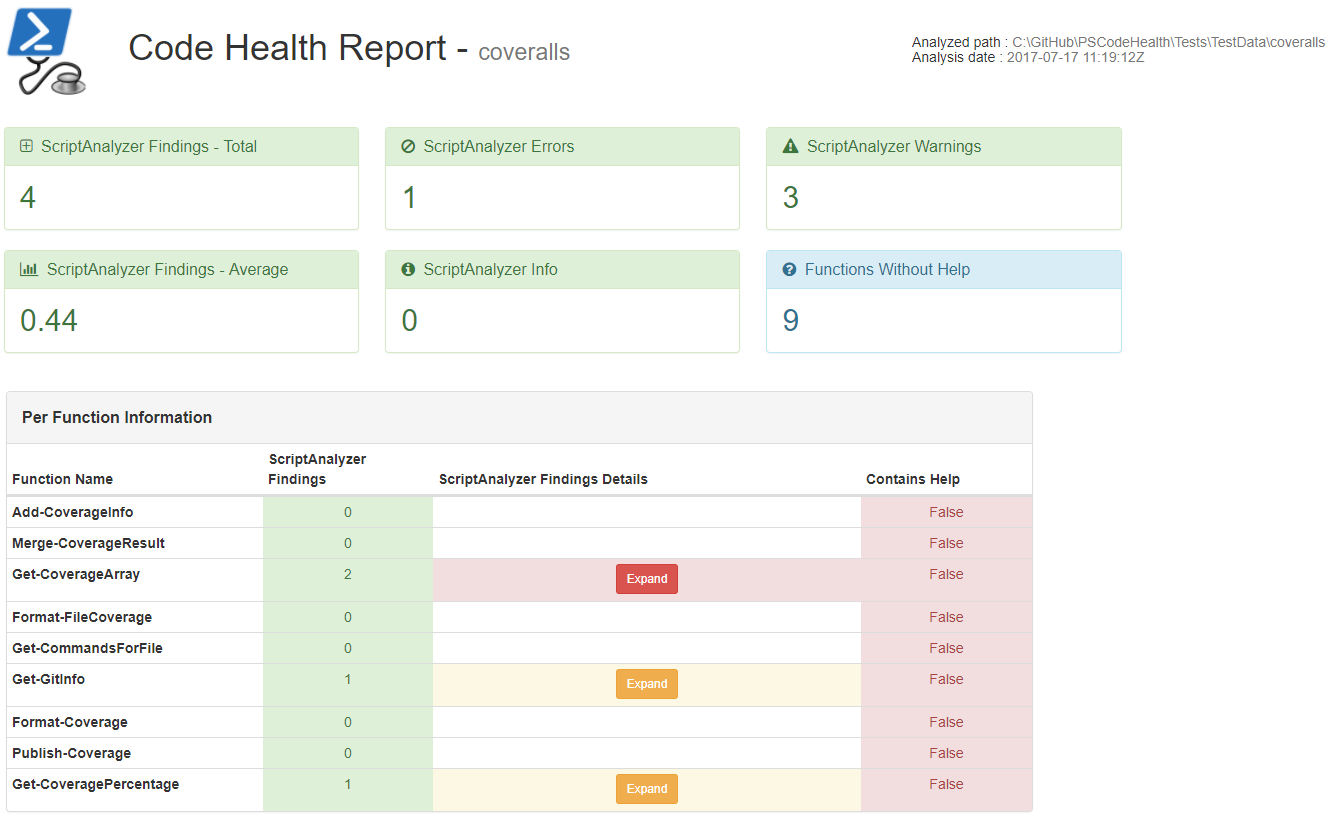 Code Health Report - coveralls
Analyzed path : C:\GitHub\PSCodeHealth\Tests\TestData\coveralls
Analysis date : 2017-07-17 11:19:12Z
ScriptAnalyzer Findings - Total
4
ScriptAnalyzer Errors
1
ScriptAnalyzer Warnings
3
ScriptAnalyzer Findings - Average
0.44
ScriptAnalyzer Info
0
Functions Without Help
9
Per Function Information
Function Name
ScriptAnalyzer
Findings
ScriptAnalyzer Findings Details
Contains Help
Add-CoverageInfo 0 False
Merge-CoverageResult 0 False
Get-CoverageArray 2 Expand False
Format-FileCoverage 0 False
Get-CommandsForFile 0 False
Get-GitInfo 1 Expand False
Format-Coverage 0 False
Publish-Coverage 0 False
Get-CoveragePercentage 1 Expand False